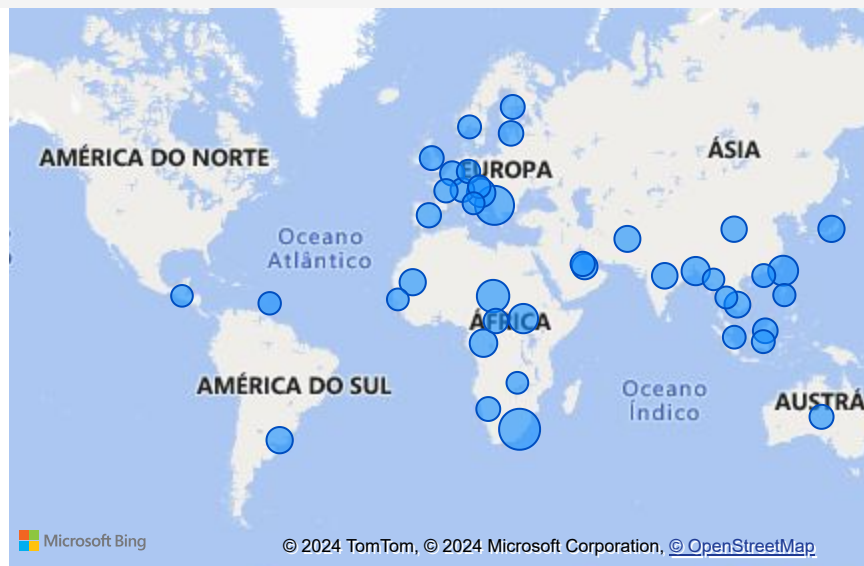 AMÉRICA DO NORTE
EUROPA
ÁSIA
Oceano
Atlântico
ÁFRICA
AMÉRICA DO SUL
Oceano
Índico
AUSTRÁ
Microsoft Bing
© 2024 TomTom, © 2024 Microsoft Corporation, © OpenStreetMap